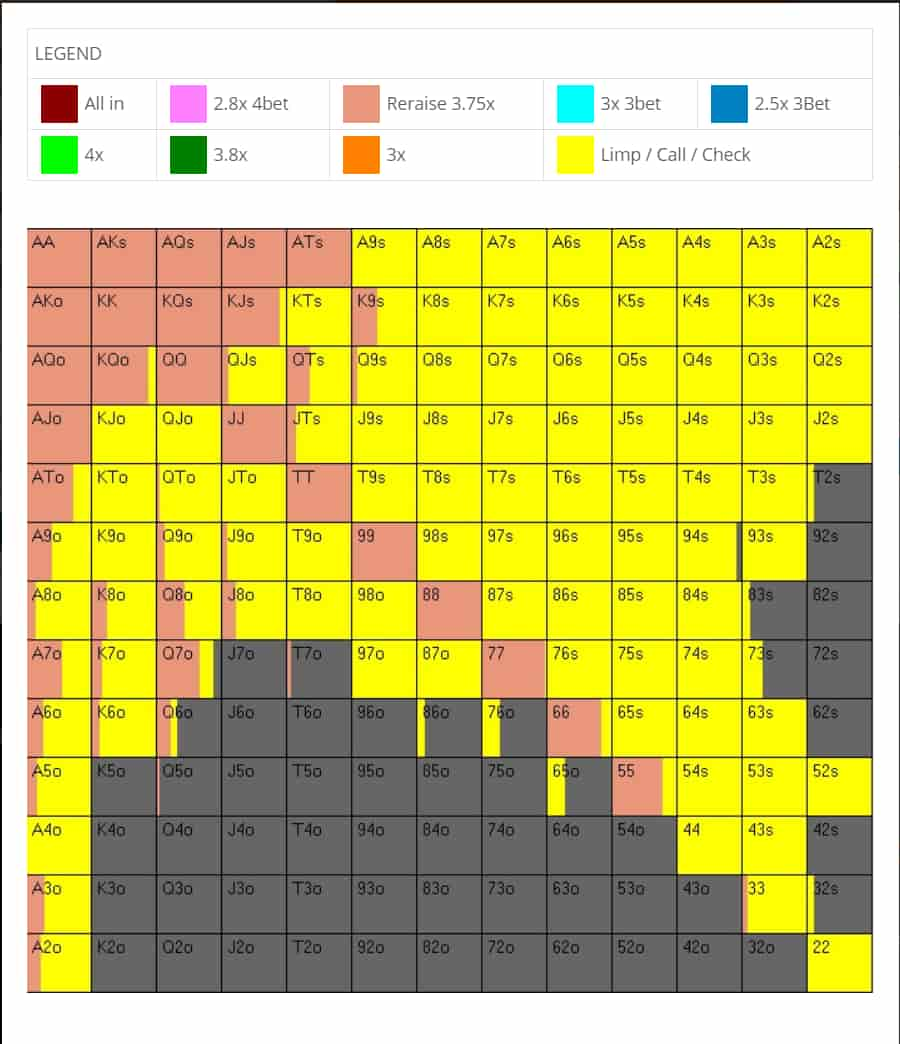 LEGEND
All in 2.8x 4bet Reraise 3.75x 3x 3bet 2.5x 3Bet
4x 3.8x 3x Limp / Call / Check
AA AKs AQs AJs ATs A9s A8s A7s A6s A5s A4s A3s A2s
AKo KK KQs KJs KTs K9s K8s K7s K6s K5s K4s K3s K2s
AQo KQo QQ QJs QTs Q9s Q8s Q7s Q6s Q5s Q4s Q3s Q2s
AJo KJo QJo JJ JTs J9s J8s J7s J6s J5s J4s J3s J2s
ATo KTo QTo JTo TT T9s T8s T7s T6s T5s T4s T3s T2s
A9o K9o Q9o J9o T9o 99 98s 97s 96s 95s 94s 93s 92s
A8o K8o Q8o J8o T8o 98o 88 87s 86s 85s 84s 83s 82s
A7o K7o Q7o J7o T7o 97o 87o 77 76s 75s 74s 73s 72s
A6o K6o Q6o J6o T6o 96o 86o 76o 66 65s 64s 63s 62s
A5o K5o Q5o J5o T5o 95o 85o 75o 65o 55 54s 53s 52s
A4o K4o Q4o J4o T4o 94o 84o 74o 64o 54o 44 43s 42s
A3o K3o Q3o J3o T3o 93o 83o 73o 63o 53o 43o 33 32s
A2o K2o Q2o J2o T2o 92o 82o 72o 62o 52o 42o 32o 22